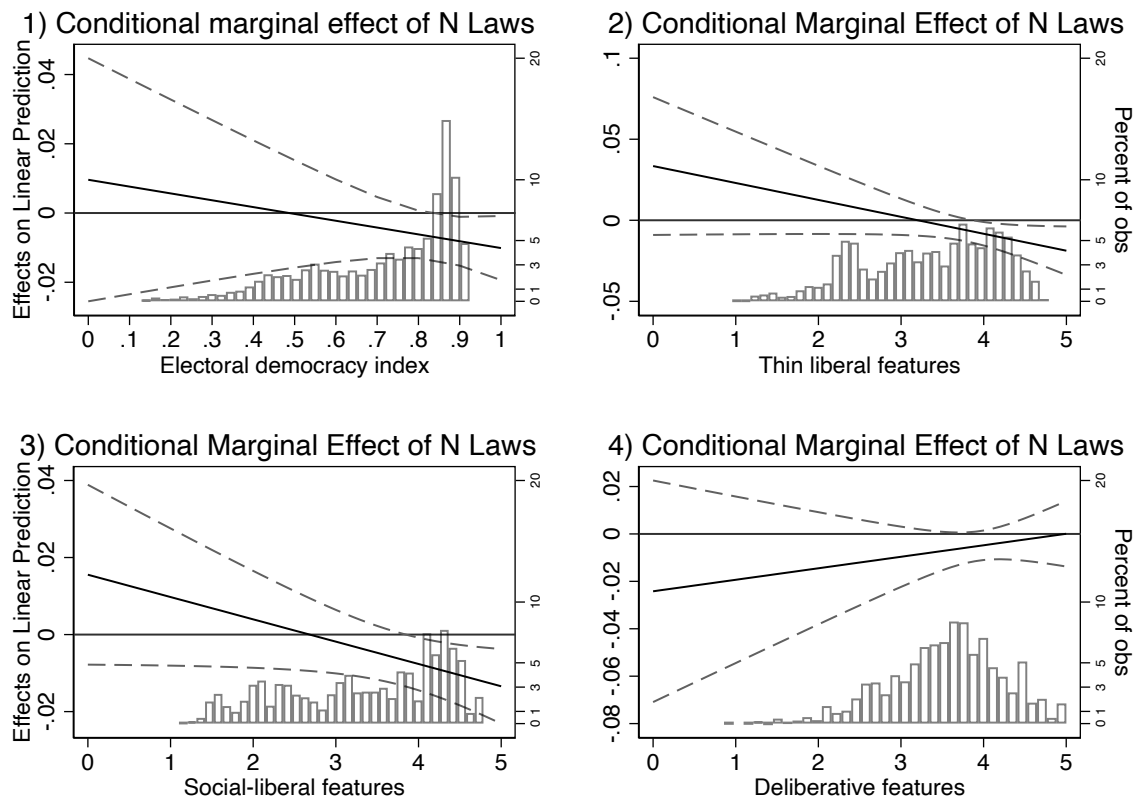 1) Conditional marginal effect of N Laws
Effects on Linear Prediction
.04
.02
0
-.02
20
10
5
3
1
0
0 .1 .2 .3 .4 .5 .6 .7 .8 .9 1
Electoral democracy index
2) Conditional Marginal Effect of N Laws
.1
.05
0
-.05
20
10
5
3
1
0
Percent of obs
0 1 2 3 4 5
Thin liberal features
3) Conditional Marginal Effect of N Laws
Effects on Linear Prediction
.04
.02
0
-.02
20
10
5
3
1
0
0 1 2 3 4 5
Social-liberal features
4) Conditional Marginal Effect of N Laws
.02
0
-.02
-.04
-.06
-.08
20
10
5
3
1
0
Percent of obs
0 1 2 3 4 5
Deliberative features